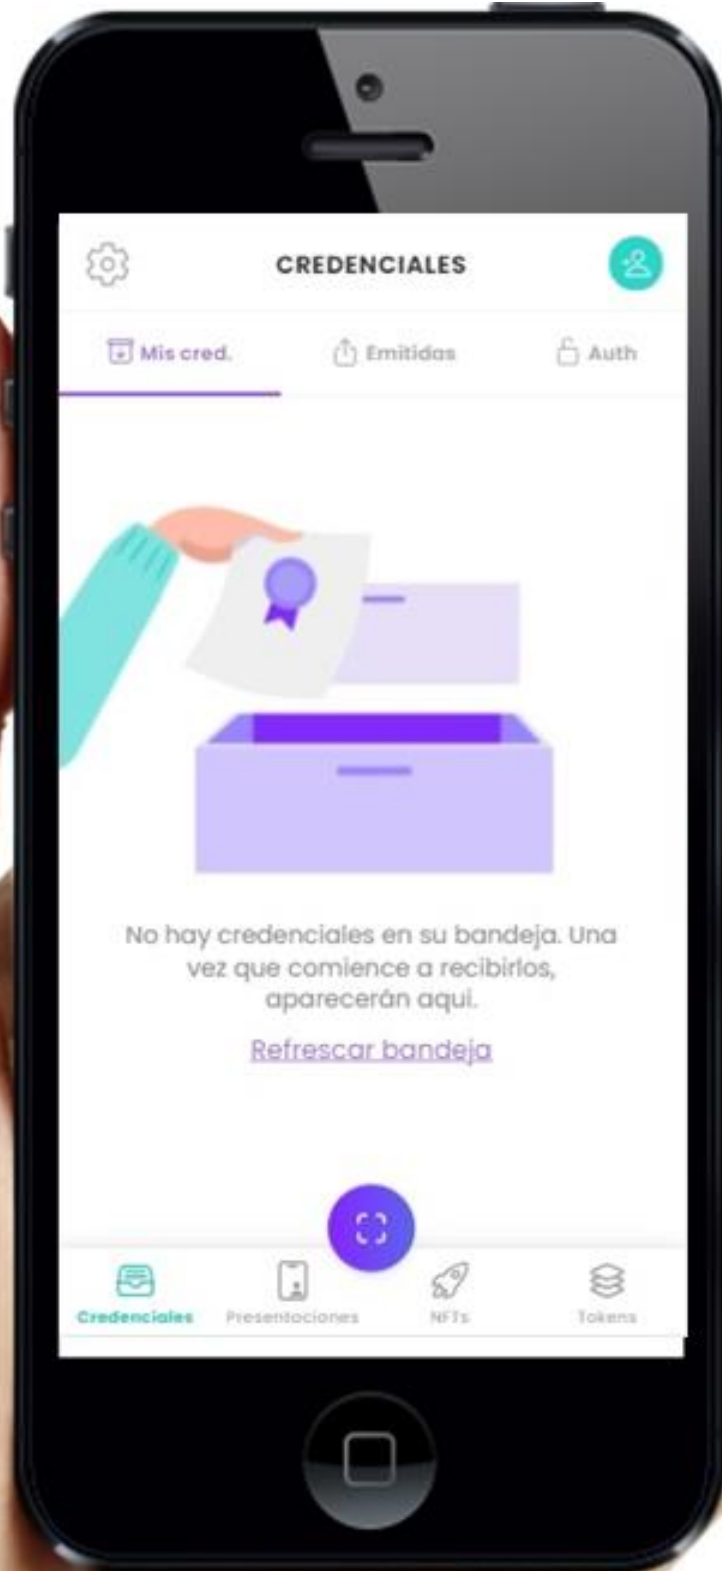 CREDENCIALES
Mis cred.
Emitidas
Auth
No hay credenciales en su bandeja. Una
vez que comience a recibirlos,
aparecerán aqui.
Refrescar bandeja
Credenciales
Presentaciones
NFTs
Tokens